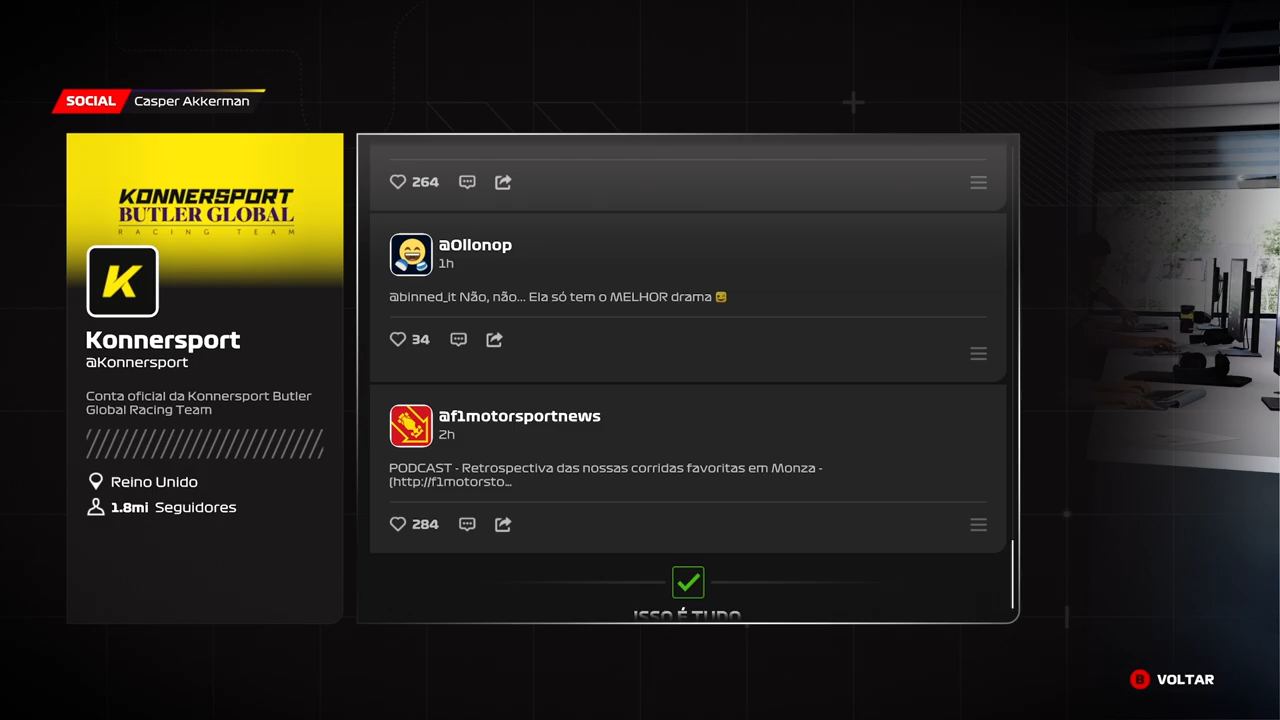 SOCIAL Casper Akkerman
KONNERSPORT
BUTLER GLOBAL
RACING TEAM
K
Konnersport
@Konnersport
Conta oficial da Konnersport Butler
Global Racing Team
Reino Unido
1.8mi Seguidores
264
@Ollonop
1h
@binned_it Não, não... Ela só tem o MELHOR drama 😆
34
@f1motorsportnews
2h
PODCAST - Retrospectiva das nossas corridas favoritas em Monza -
(http://f1motorsto...
284
ISSO É TUDO
B VOLTAR